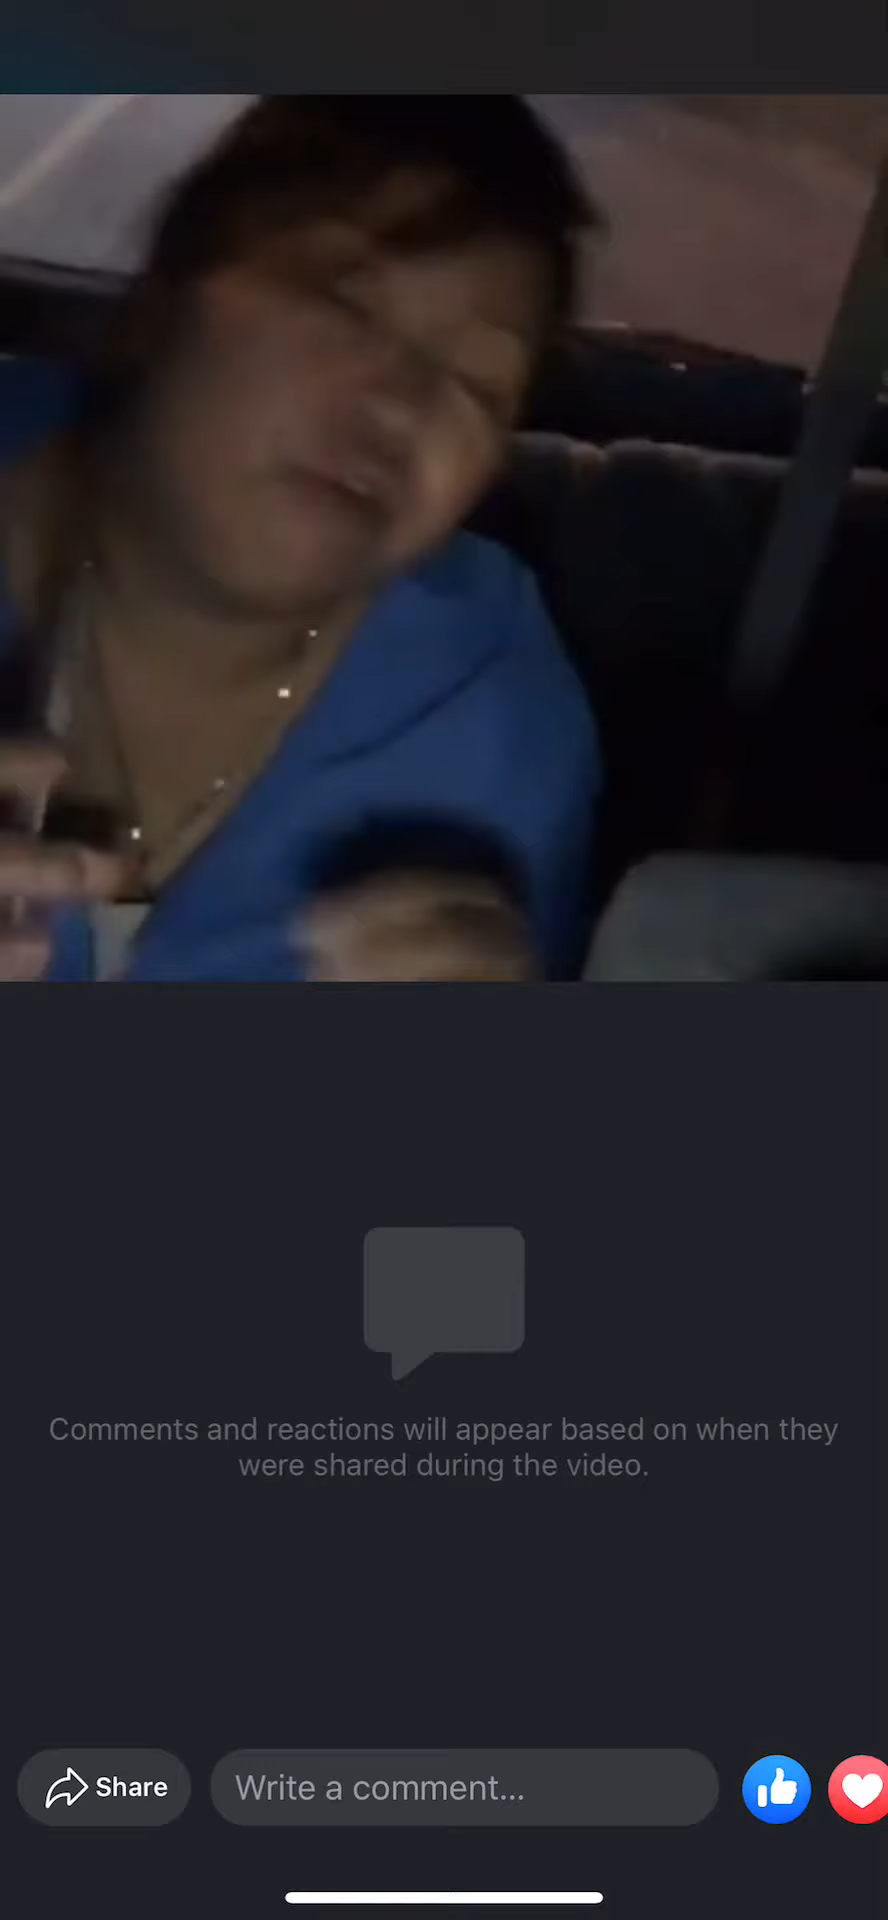 Comments and reactions will appear based on when they
were shared during the video.
Share
Write a comment...